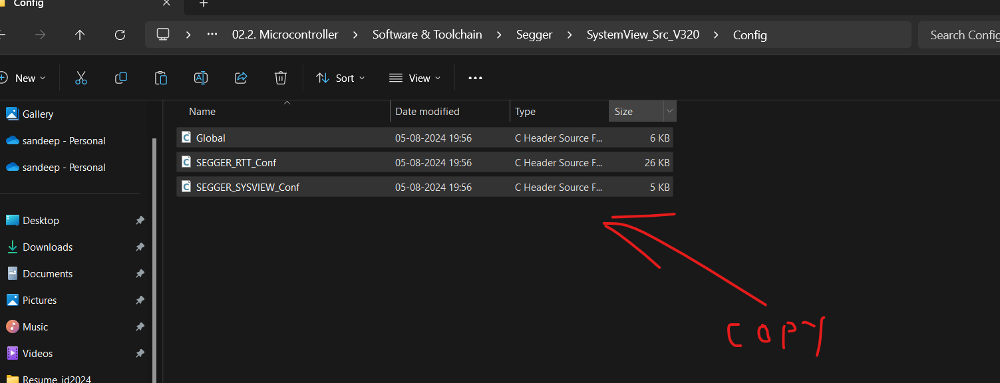 Config
02.2. Microcontroller > Software & Toolchain > Segger > SystemView_Src_V320 > Config
Search Config
New
Sort
View
Name Date modified Type Size
Gallery
sandeep - Personal
sandeep - Personal
Global 05-08-2024 19:56 C Header Source F... 6 KB
SEGGER_RTT_Conf 05-08-2024 19:56 C Header Source F... 26 KB
SEGGER_SYSVIEW_Conf 05-08-2024 19:56 C Header Source F... 5 KB
Desktop
Downloads
Documents
Pictures
Music
Videos
Resume_jd2024
COPY